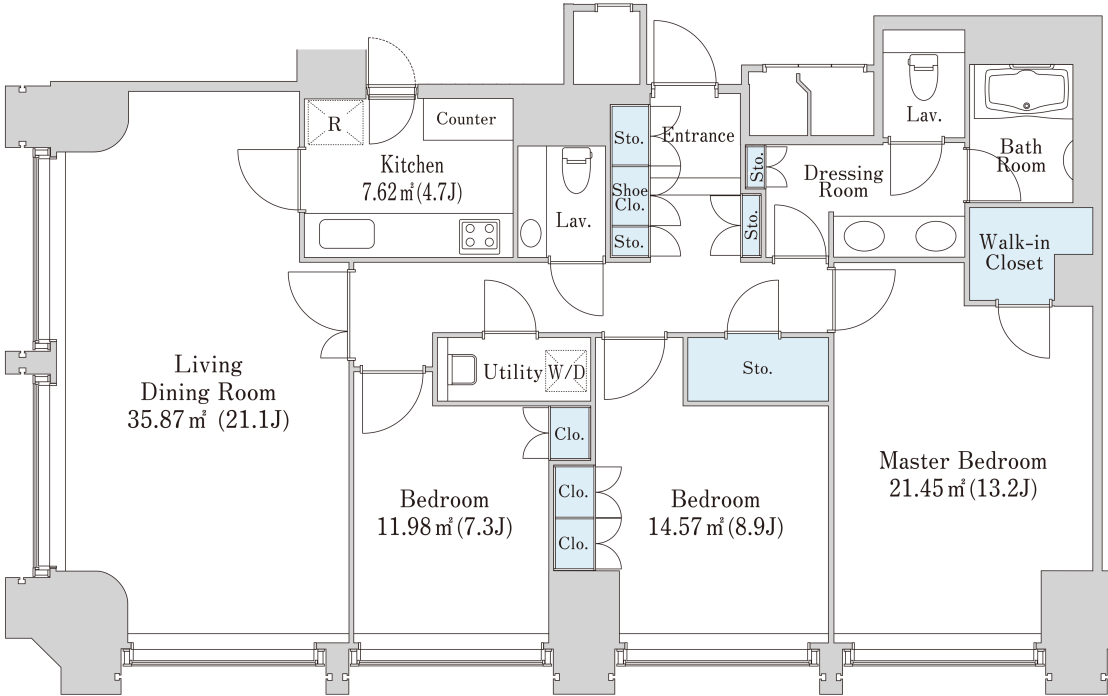 R
Counter
Kitchen
7.62㎡(4.7J)
Lav.
Sto.
Shoe
Clo.
Sto.
Entrance
Sto.
Sto.
Dressing
Room
Lav.
Bath
Room
Walk-in
Closet
Living
Dining Room
35.87㎡ (21.1J)
Utility
W/D
Sto.
Clo.
Clo.
Clo.
Bedroom
11.98㎡(7.3J)
Bedroom
14.57㎡(8.9J)
Master Bedroom
21.45㎡(13.2J)